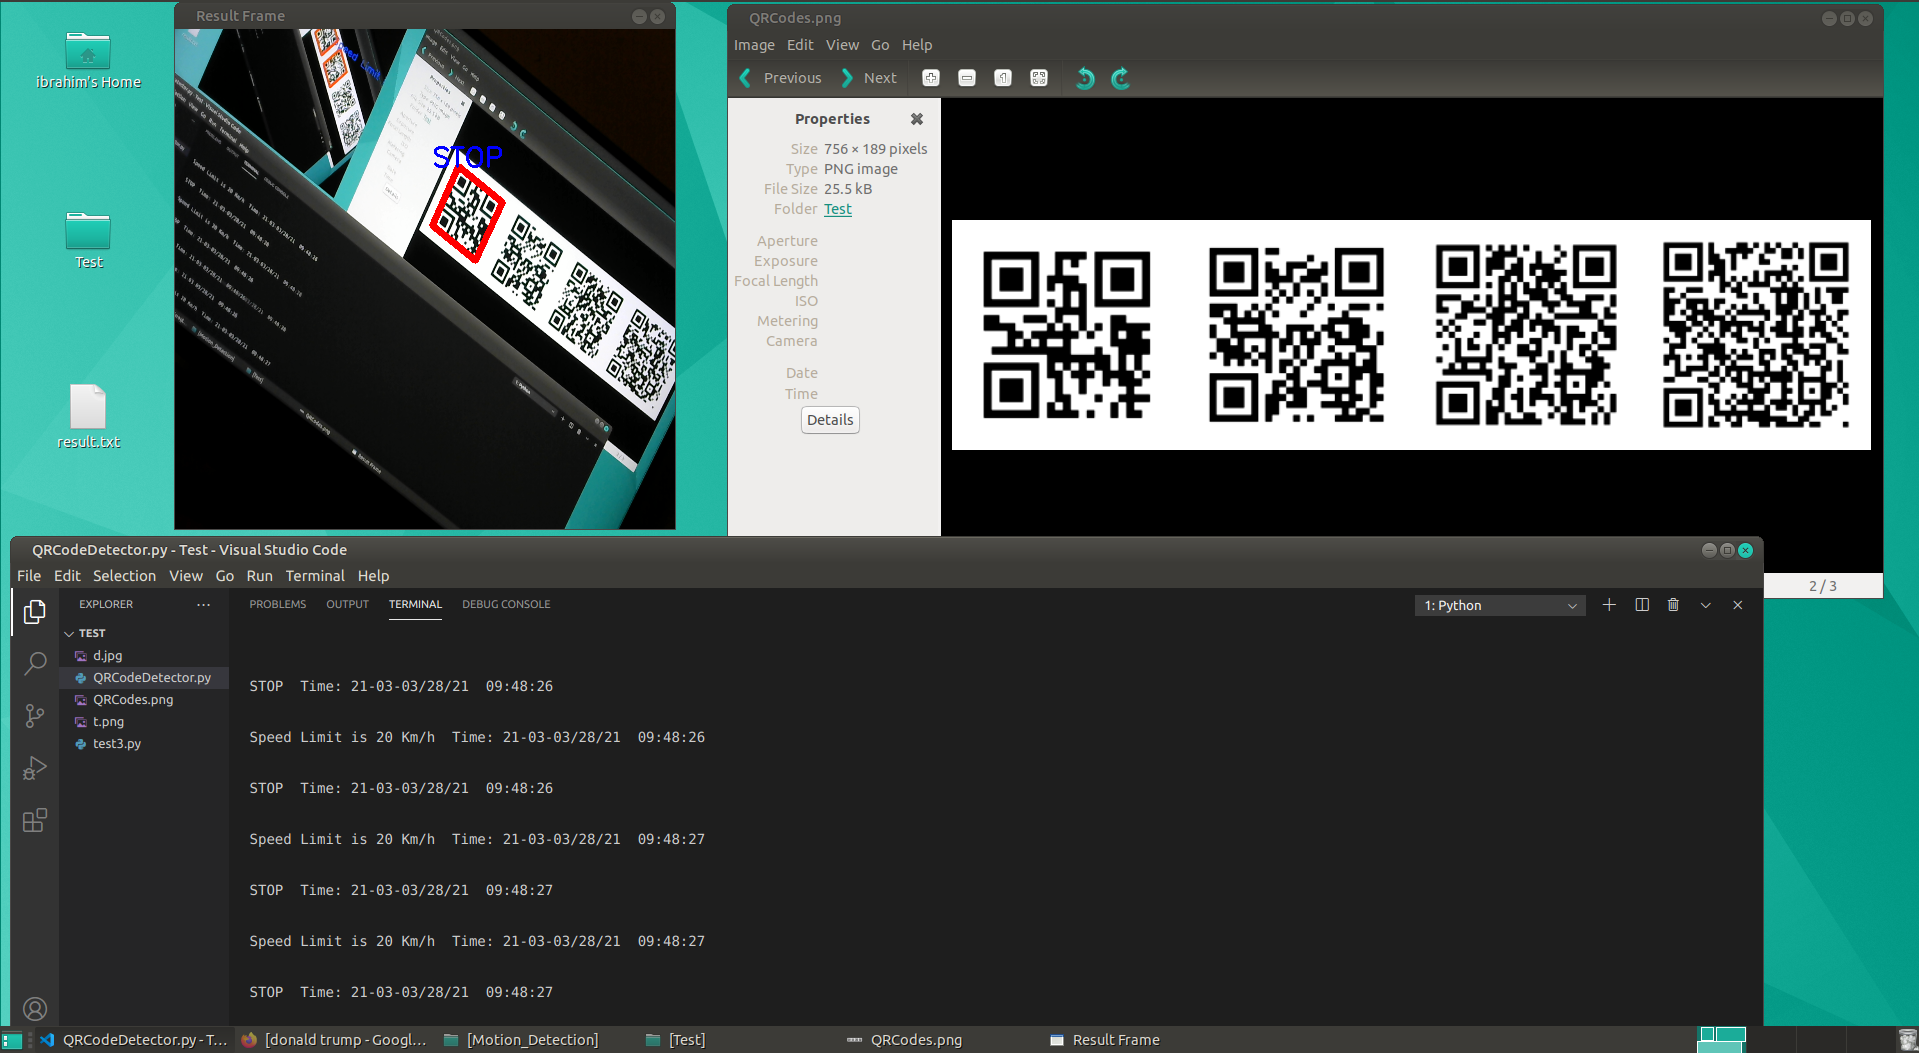 ibrahim's Home
Test
result.txt
Result Frame
STOP
QRCodes.png
Image Edit View Go Help
Previous Next
Properties
Size 756 × 189 pixels
Type PNG image
File Size 25.5 kB
Folder Test
Aperture
Exposure
Focal Length
ISO
Metering
Camera
Date
Time
Details
2 / 3
QRCodeDetector.py - Test - Visual Studio Code
File Edit Selection View Go Run Terminal Help
EXPLORER
TEST
d.jpg
QRCodeDetector.py
QRCodes.png
t.png
test3.py
PROBLEMS OUTPUT TERMINAL DEBUG CONSOLE
1: Python
STOP Time: 21-03-03/28/21 09:48:26
Speed Limit is 20 Km/h Time: 21-03-03/28/21 09:48:26
STOP Time: 21-03-03/28/21 09:48:26
Speed Limit is 20 Km/h Time: 21-03-03/28/21 09:48:27
STOP Time: 21-03-03/28/21 09:48:27
Speed Limit is 20 Km/h Time: 21-03-03/28/21 09:48:27
STOP Time: 21-03-03/28/21 09:48:27
QRCodeDetector.py - T... [donald trump - Googl... [Motion_Detection] [Test] QRCodes.png Result Frame